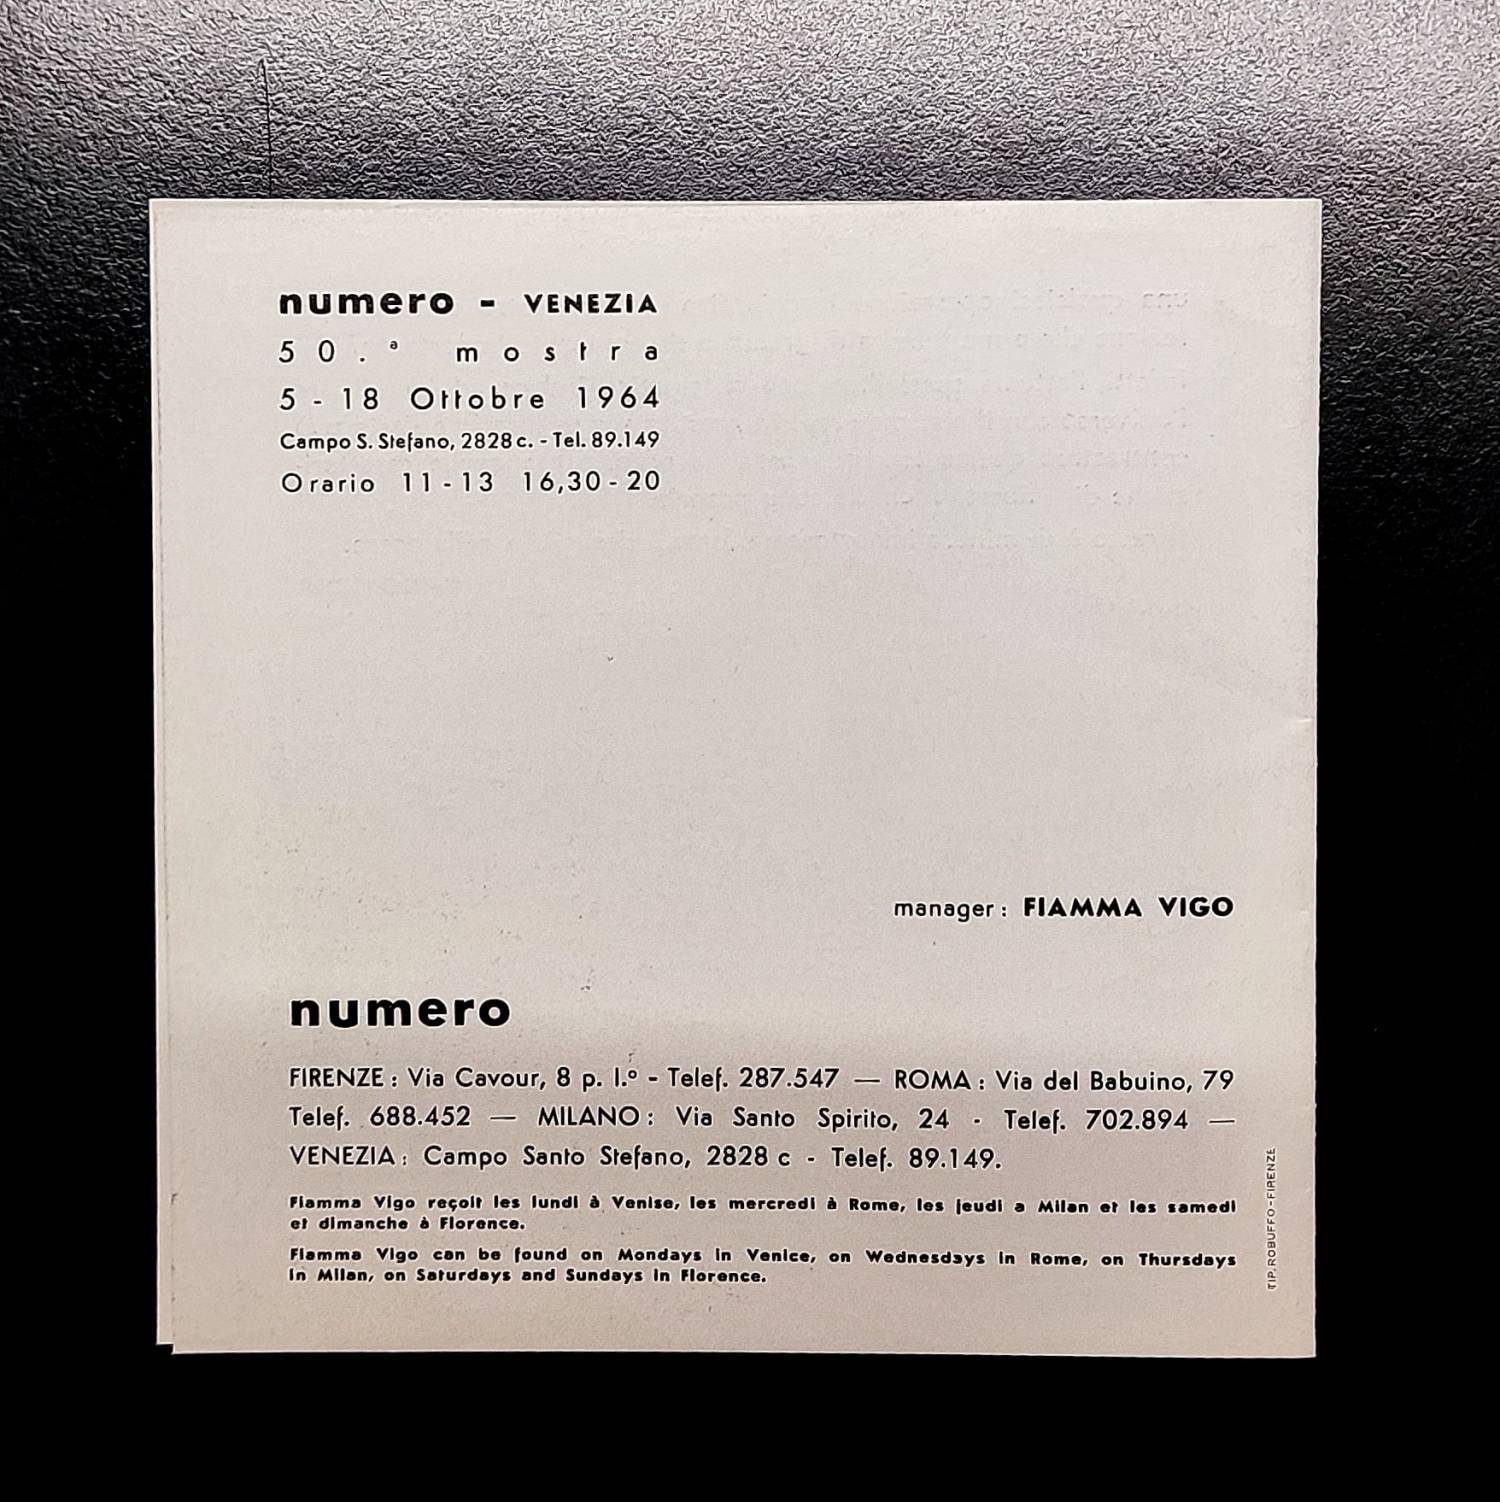 numero - VENEZIA
50.ª mostra
5 - 18 Ottobre 1964
Campo S. Stefano, 2828 c. - Tel. 89.149
Orario 11 - 13 16,30 - 20
manager: FIAMMA VIGO
numero
FIRENZE: Via Cavour, 8 p. I.º - Telef. 287.547 — ROMA: Via del Babuino, 79
Telef. 688.452 — MILANO: Via Santo Spirito, 24 - Telef. 702.894 —
VENEZIA: Campo Santo Stefano, 2828 c - Telef. 89.149.
Fiamma Vigo reçoit les lundi à Venise, les mercredi à Rome, les jeudi a Milan et les samedi
et dimanche à Florence.
Fiamma Vigo can be found on Mondays in Venice, on Wednesdays in Rome, on Thursdays
in Milan, on Saturdays and Sundays in Florence.
TIP. ROBUFFO - FIRENZE